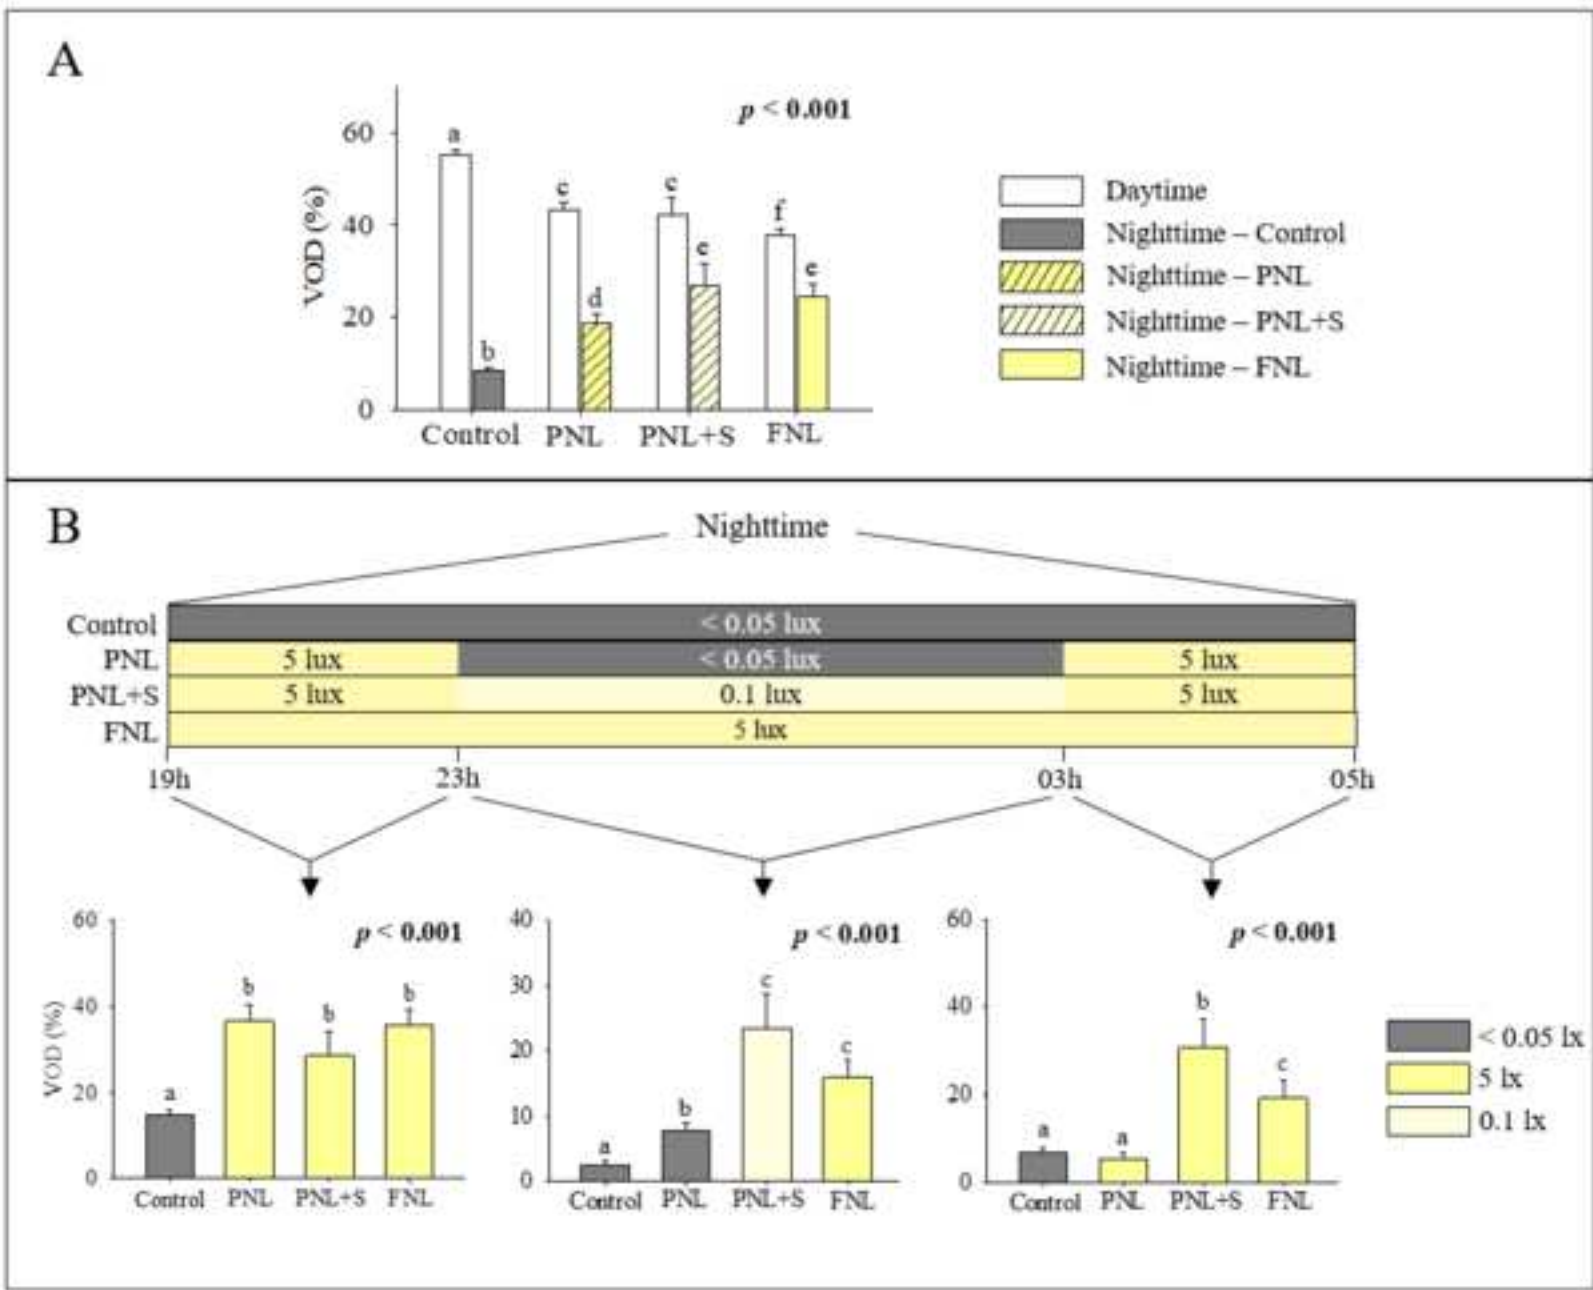 A
p < 0.001
VOD (%)
60
40
20
0
a
b
c
d
c
e
f
e
Control PNL PNL+S FNL
Daytime
Nighttime – Control
Nighttime – PNL
Nighttime – PNL+S
Nighttime – FNL
B
Nighttime
Control < 0.05 lux
PNL 5 lux < 0.05 lux 5 lux
PNL+S 5 lux 0.1 lux 5 lux
FNL 5 lux
19h 23h 03h 05h
VOD (%)
60
40
20
0
p < 0.001
a b b b
Control PNL PNL+S FNL
40
30
20
10
0
p < 0.001
a b c c
Control PNL PNL+S FNL
60
40
20
0
p < 0.001
a a b c
Control PNL PNL+S FNL
< 0.05 lx
5 lx
0.1 lx